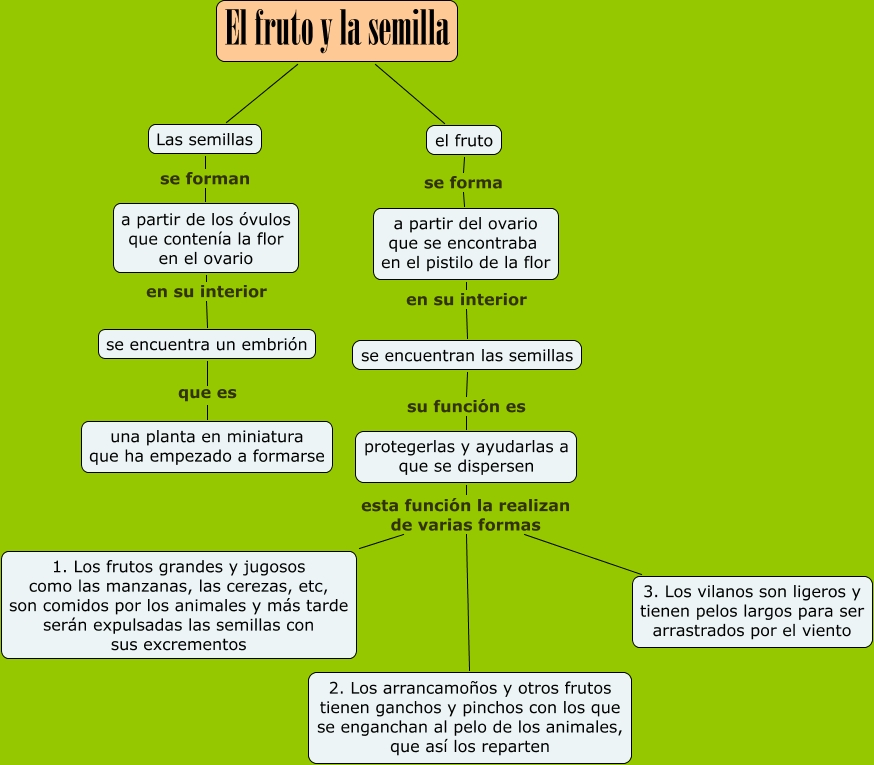 El fruto y la semilla
Las semillas
se forman
a partir de los óvulos
que contenía la flor
en el ovario
en su interior
se encuentra un embrión
que es
una planta en miniatura
que ha empezado a formarse
el fruto
se forma
a partir del ovario
que se encontraba
en el pistilo de la flor
en su interior
se encuentran las semillas
su función es
protegerlas y ayudarlas a
que se dispersen
esta función la realizan
de varias formas
1. Los frutos grandes y jugosos
como las manzanas, las cerezas, etc,
son comidos por los animales y más tarde
serán expulsadas las semillas con
sus excrementos
2. Los arrancamoños y otros frutos
tienen ganchos y pinchos con los que
se enganchan al pelo de los animales,
que así los reparten
3. Los vilanos son ligeros y
tienen pelos largos para ser
arrastrados por el viento